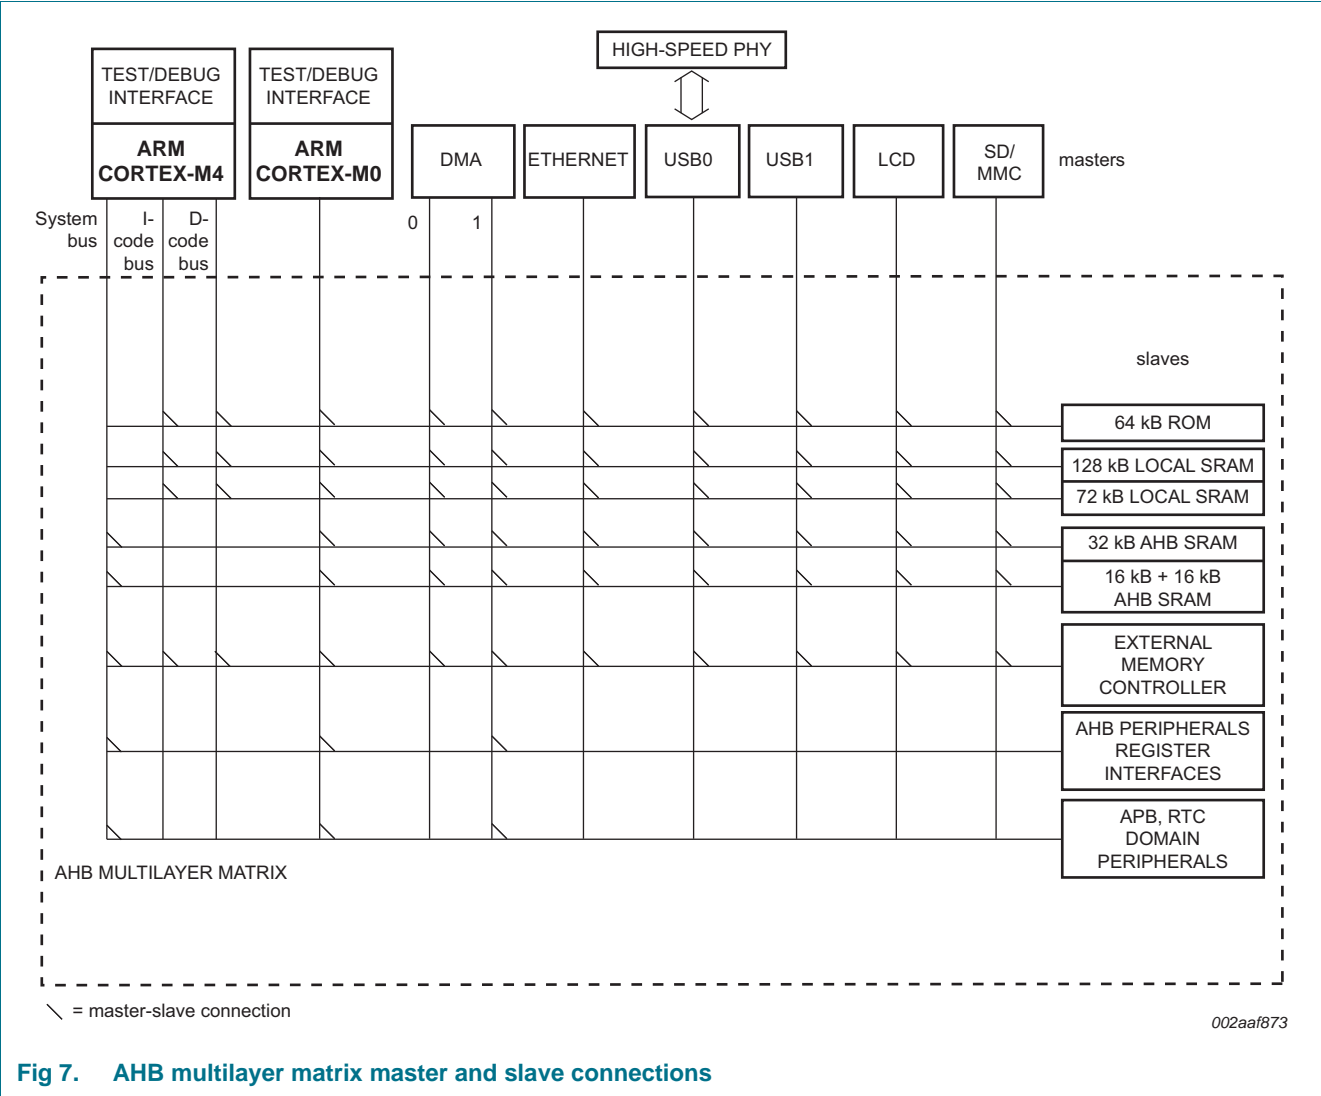 HIGH-SPEED PHY
TEST/DEBUG
INTERFACE
TEST/DEBUG
INTERFACE
ARM
CORTEX-M4
ARM
CORTEX-M0
DMA
ETHERNET
USB0
USB1
LCD
SD/
MMC
masters
System
bus
I-
code
bus
D-
code
bus
0
1
slaves
64 kB ROM
128 kB LOCAL SRAM
72 kB LOCAL SRAM
32 kB AHB SRAM
16 kB + 16 kB
AHB SRAM
EXTERNAL
MEMORY
CONTROLLER
AHB PERIPHERALS
REGISTER
INTERFACES
APB, RTC
DOMAIN
PERIPHERALS
AHB MULTILAYER MATRIX
= master-slave connection
002aaf873
Fig 7. AHB multilayer matrix master and slave connections